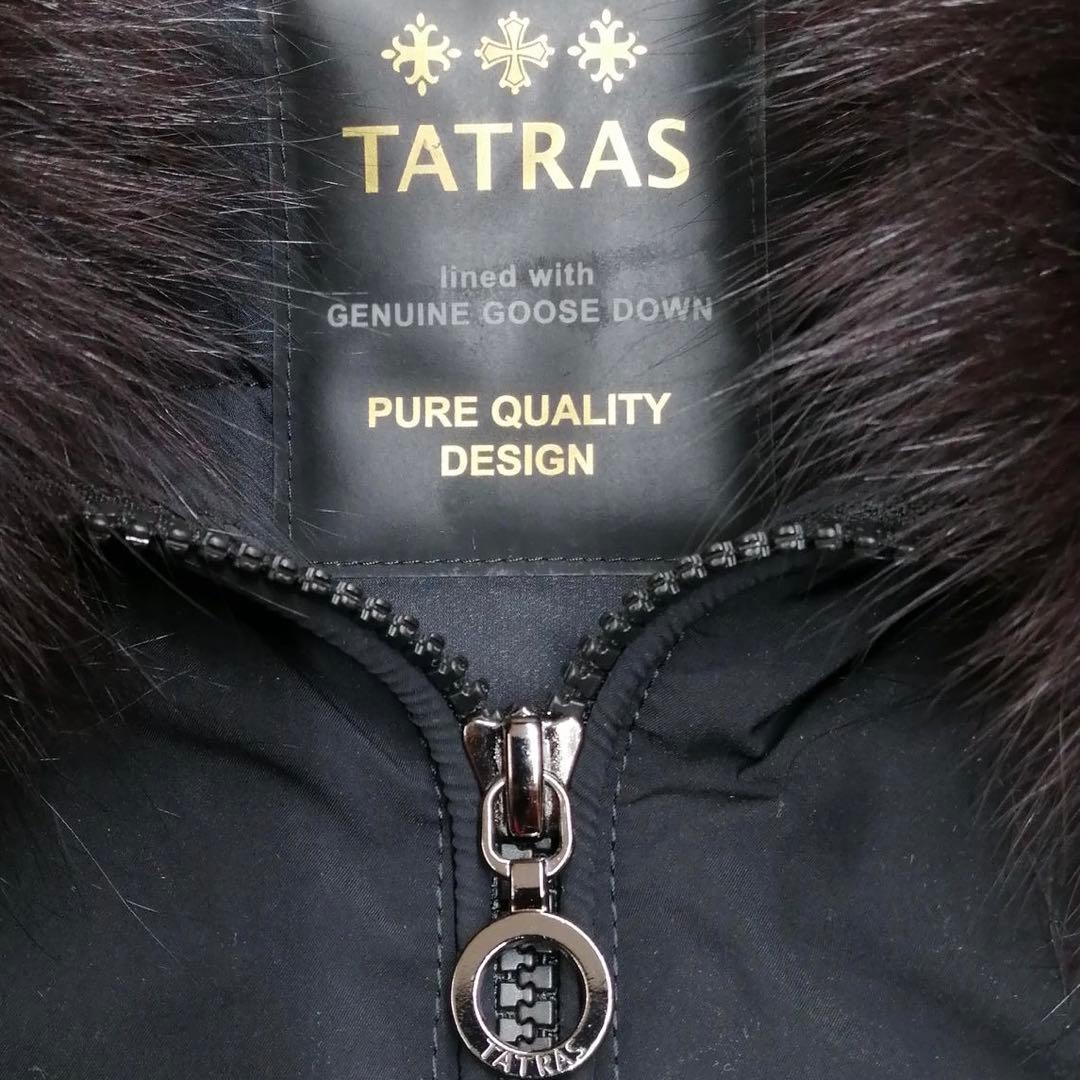 TATRAS
lined with
GENUINE GOOSE DOWN
PURE QUALITY
DESIGN
TATRAS